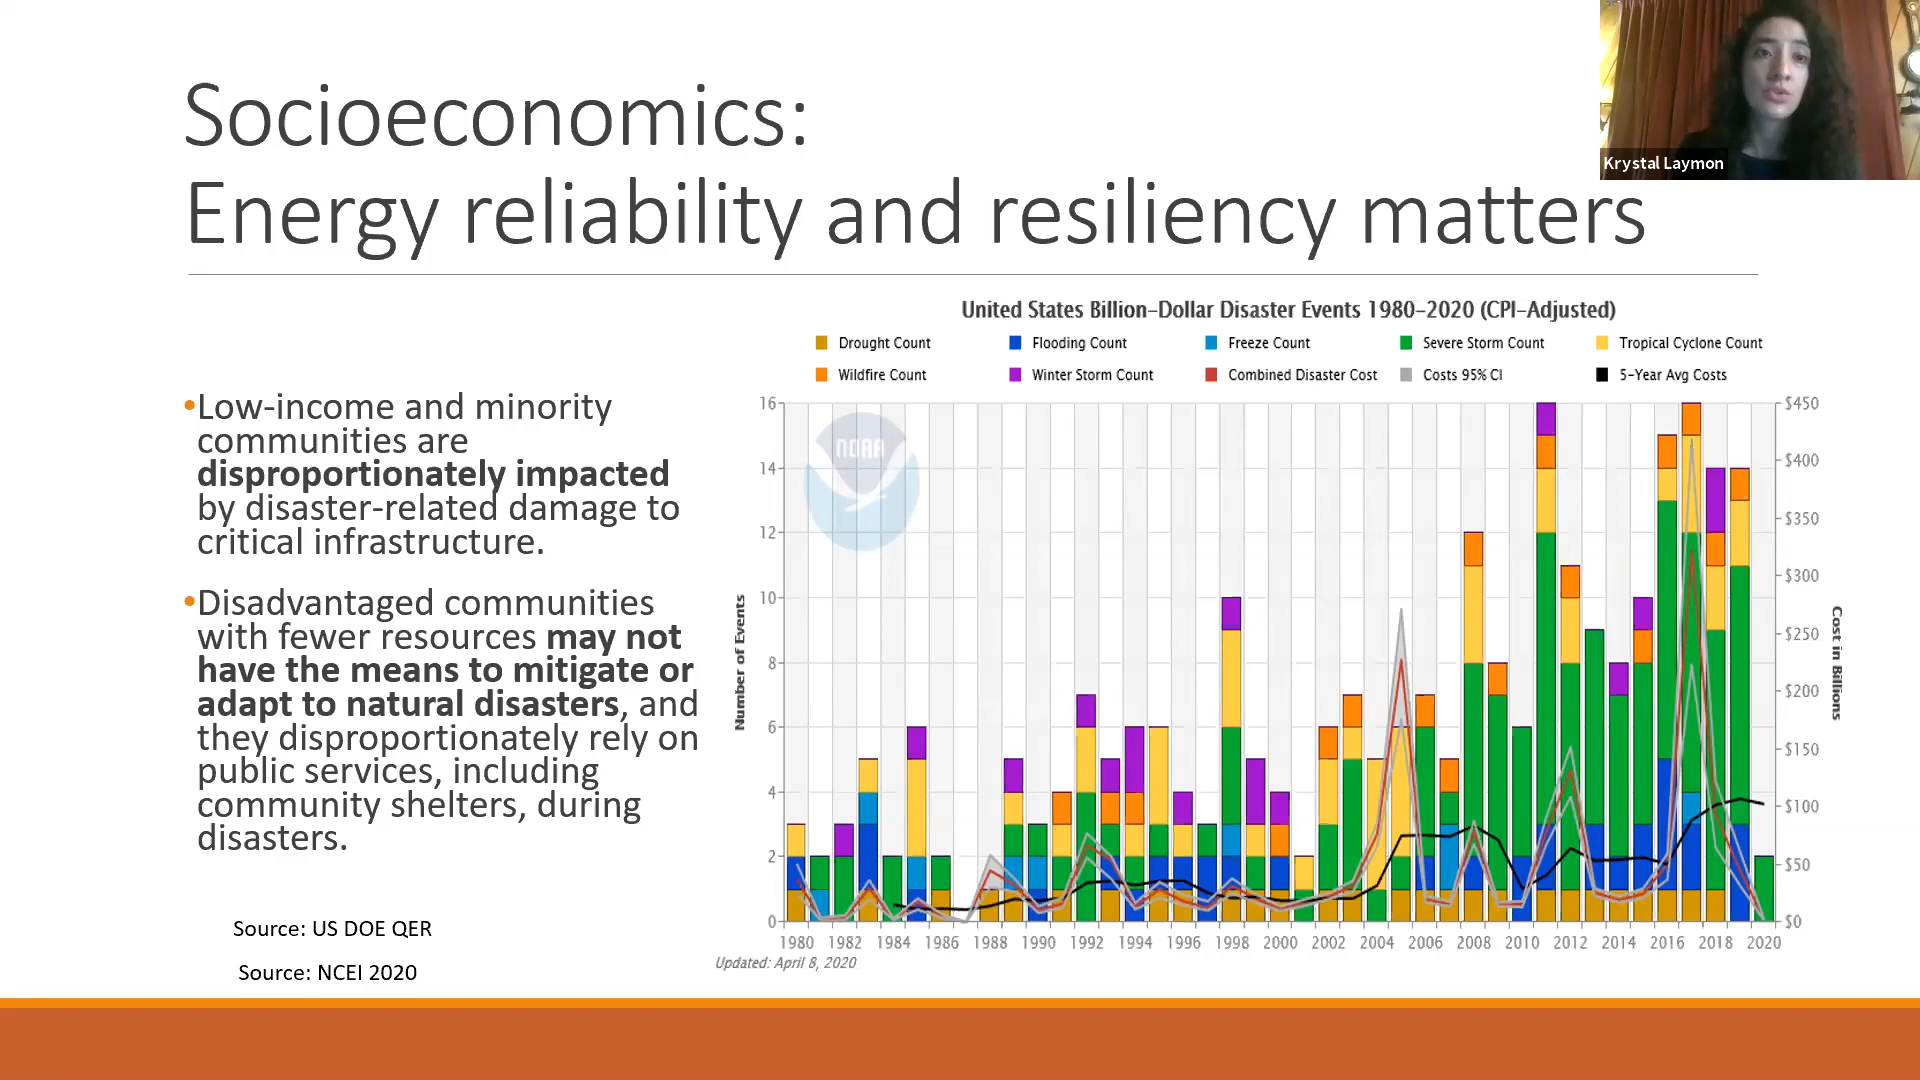 Socioeconomics:
Energy reliability and resiliency matters
Krystal Laymon
•Low-income and minority
communities are
disproportionately impacted
by disaster-related damage to
critical infrastructure.
•Disadvantaged communities
with fewer resources may not
have the means to mitigate or
adapt to natural disasters, and
they disproportionately rely on
public services, including
community shelters, during
disasters.
Source: US DOE QER
Source: NCEI 2020
United States Billion-Dollar Disaster Events 1980-2020 (CPI-Adjusted)
Drought Count Flooding Count Freeze Count Severe Storm Count Tropical Cyclone Count
Wildfire Count Winter Storm Count Combined Disaster Cost Costs 95% CI 5-Year Avg Costs
NOAA
Number of Events
16
14
12
10
8
6
4
2
0
$450
$400
$350
$300
$250
$200
$150
$100
$50
$0
Cost in Billions
1980 1982 1984 1986 1988 1990 1992 1994 1996 1998 2000 2002 2004 2006 2008 2010 2012 2014 2016 2018 2020
Updated: April 8, 2020